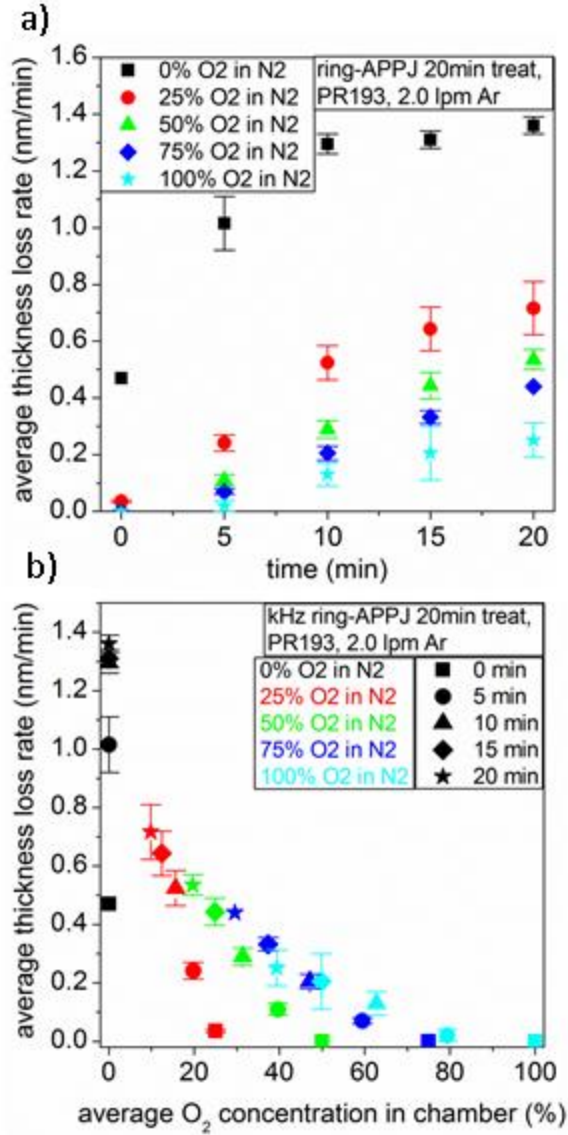 a)
average thickness loss rate (nm/min)
1.6
1.4
1.2
1.0
0.8
0.6
0.4
0.2
0.0
0% O2 in N2
25% O2 in N2
50% O2 in N2
75% O2 in N2
100% O2 in N2
ring-APPJ 20min treat,
PR193, 2.0 lpm Ar
0 5 10 15 20
time (min)
b)
average thickness loss rate (nm/min)
1.4
1.2
1.0
0.8
0.6
0.4
0.2
0.0
kHz ring-APPJ 20min treat,
PR193, 2.0 lpm Ar
0% O2 in N2
25% O2 in N2
50% O2 in N2
75% O2 in N2
100% O2 in N2
0 min
5 min
10 min
15 min
20 min
0 20 40 60 80 100
average O₂ concentration in chamber (%)